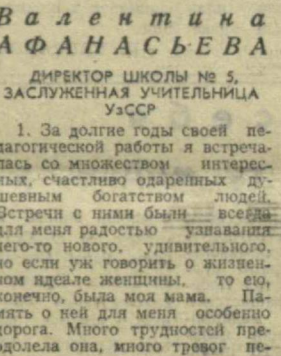 Валентина
АФАНАСЬЕВА
ДИРЕКТОР ШКОЛЫ № 5,
ЗАСЛУЖЕННАЯ УЧИТЕЛЬНИЦА
УзССР
1. За долгие годы своей пе-
дагогической работы я встреча-
лась со множеством интерес-
ных, счастливо одаренных ду-
шевным богатством людей.
Встречи с ними были всегда
для меня радостью узнавания
чего-то нового, удивительного,
но если уж говорить о жизнен-
ном идеале женщины, то ею,
конечно, была моя мама. Па-
мять о ней для меня особенно
дорога. Много трудностей пре-
одолела она, много тревог пе-